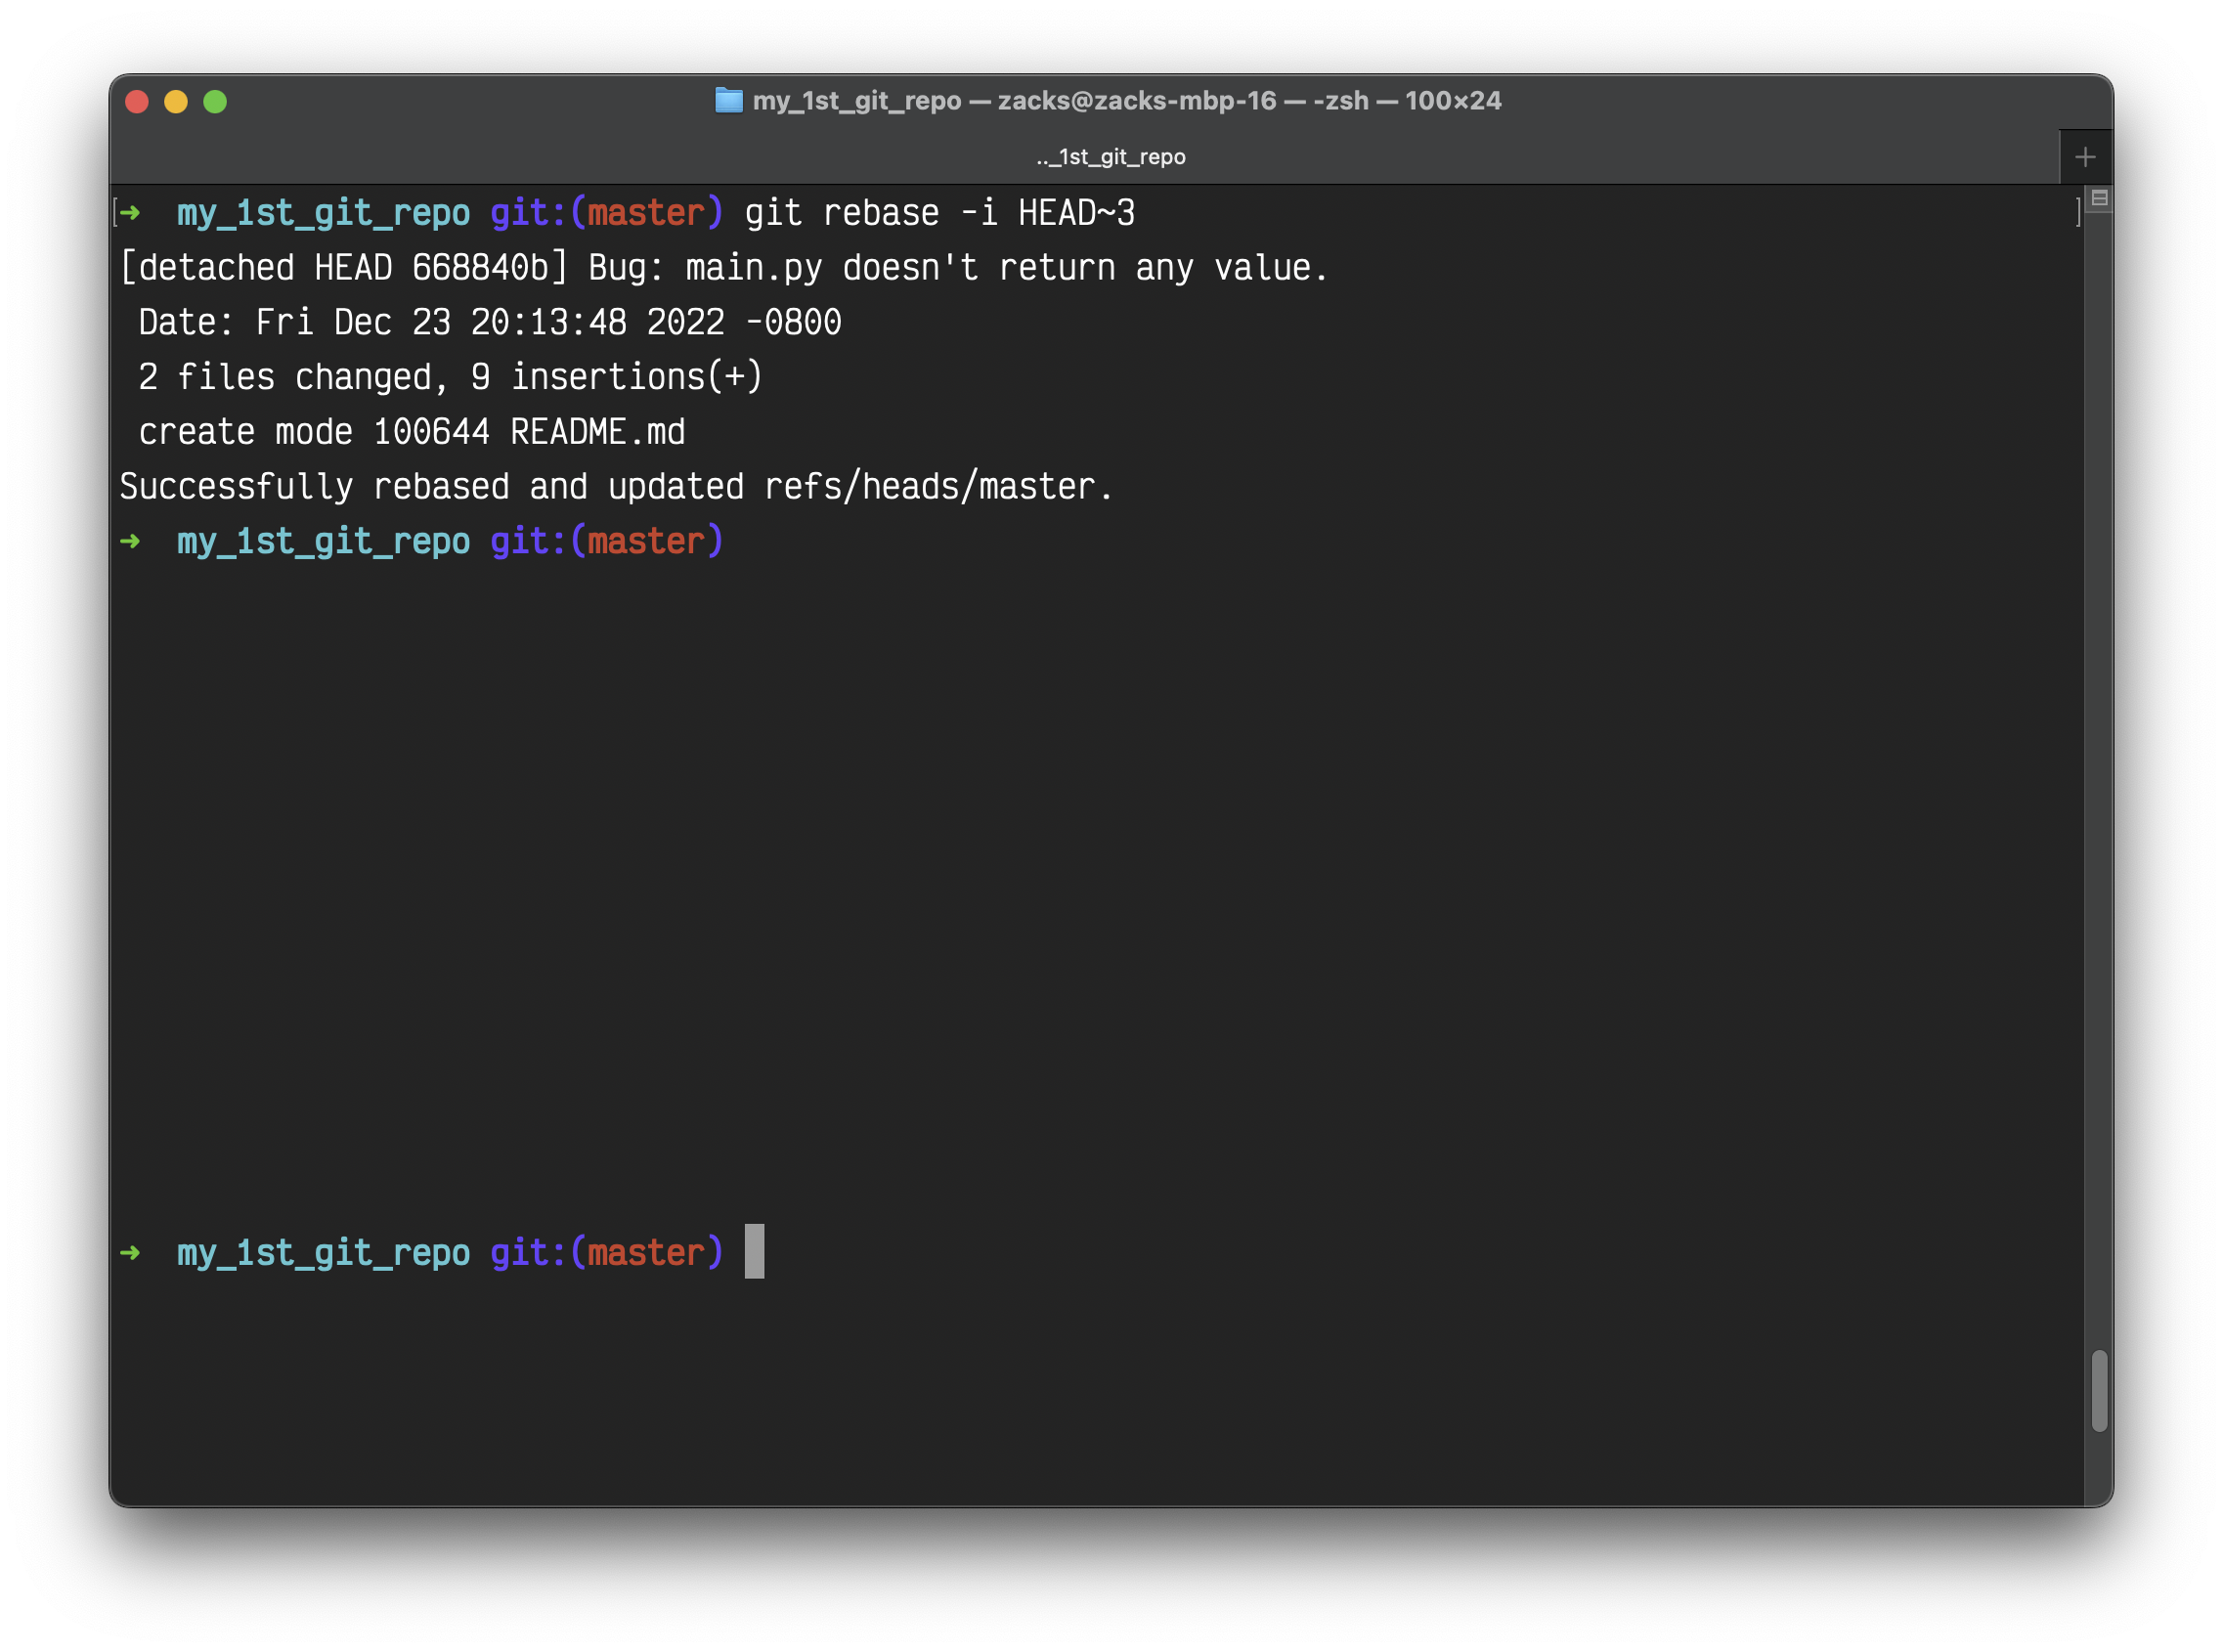 my_1st_git_repo — zacks@zacks-mbp-16 — -zsh — 100×24
.._1st_git_repo
[➜  my_1st_git_repo git:(master) git rebase -i HEAD~3 ]
[detached HEAD 668840b] Bug: main.py doesn't return any value.
 Date: Fri Dec 23 20:13:48 2022 -0800
 2 files changed, 9 insertions(+)
 create mode 100644 README.md
Successfully rebased and updated refs/heads/master.
➜  my_1st_git_repo git:(master)
➜  my_1st_git_repo git:(master)